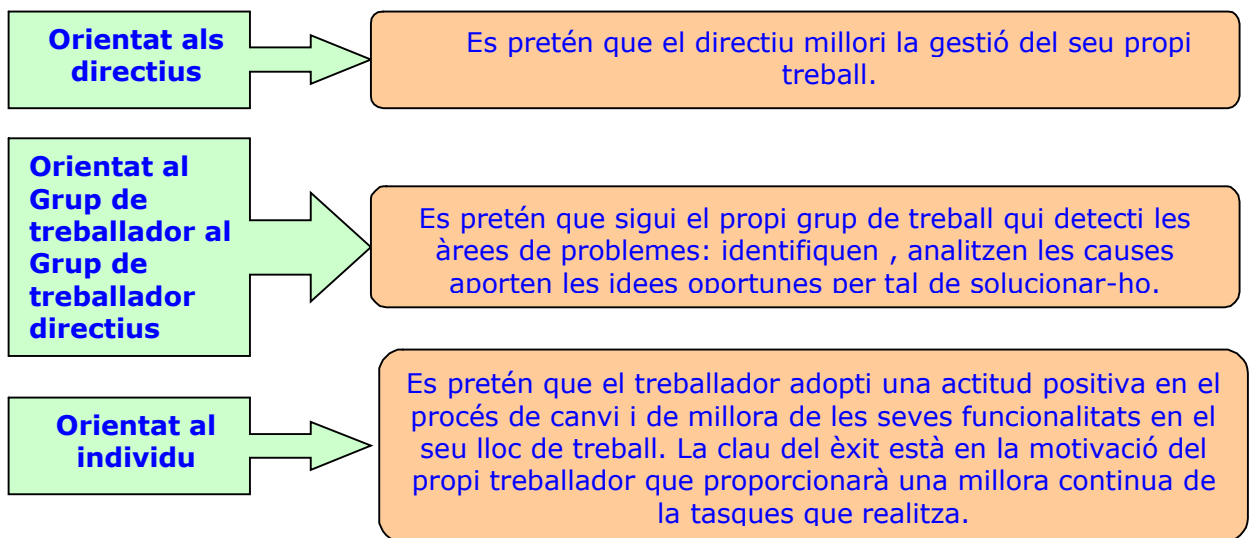 Orientat als
directius
Es pretén que el directiu millori la gestió del seu propi
treball.
Orientat al
Grup de
treballador al
Grup de
treballador
directius
Es pretén que sigui el propi grup de treball qui detecti les
àrees de problemes: identifiquen , analitzen les causes
aporten les idees oportunes per tal de solucionar-ho.
Orientat al
individu
Es pretén que el treballador adopti una actitud positiva en el
procés de canvi i de millora de les seves funcionalitats en el
seu lloc de treball. La clau del èxit està en la motivació del
propi treballador que proporcionarà una millora continua de
la tasques que realitza.